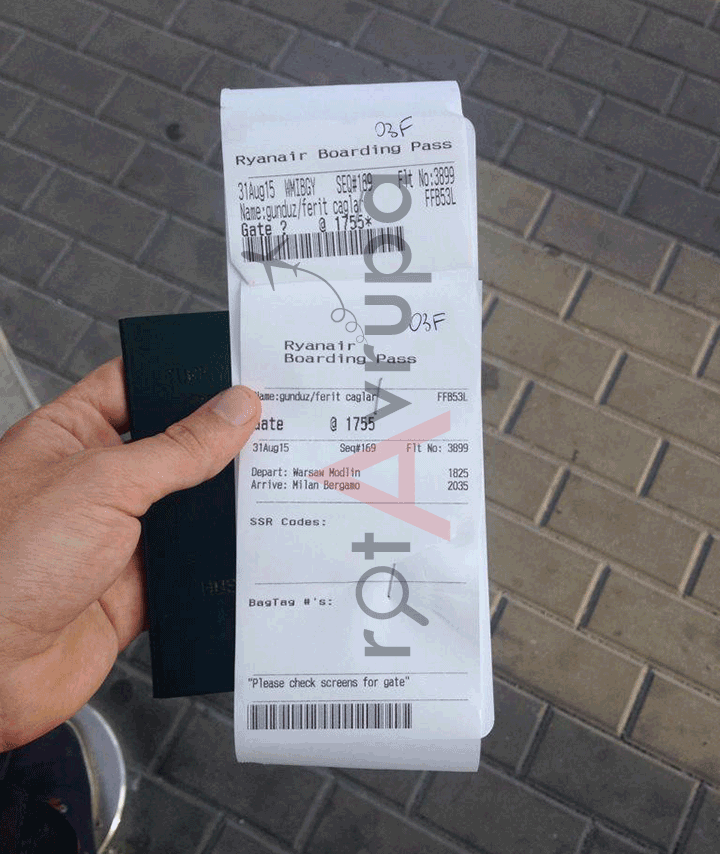 03F
Ryanair Boarding Pass
31Aug15 WMIBGY SEQ#169 Flt No:3899
Name:gunduz/ferit caglar FFB53L
Gate ? @ 1755*
03F
Ryanair
Boarding Pass
Name:gunduz/ferit caglar FFB53L
Gate @ 1755
31Aug15 Seq#169 Flt No: 3899
Depart: Warsaw Modlin 1825
Arrive: Milan Bergamo 2035
SSR Codes:
BagTag #'s:
"Please check screens for gate"
rotAvrupa